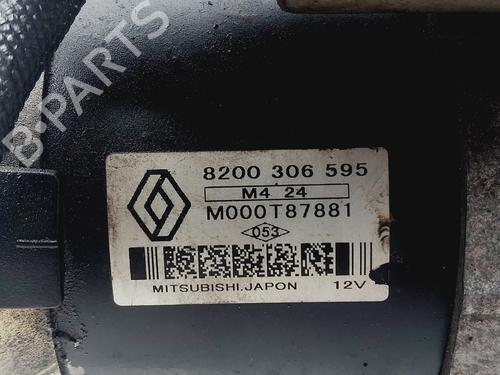 B-PARTS
8200 306 595
M4 24
M000T87881
053
MITSUBISHI.JAPON 12V